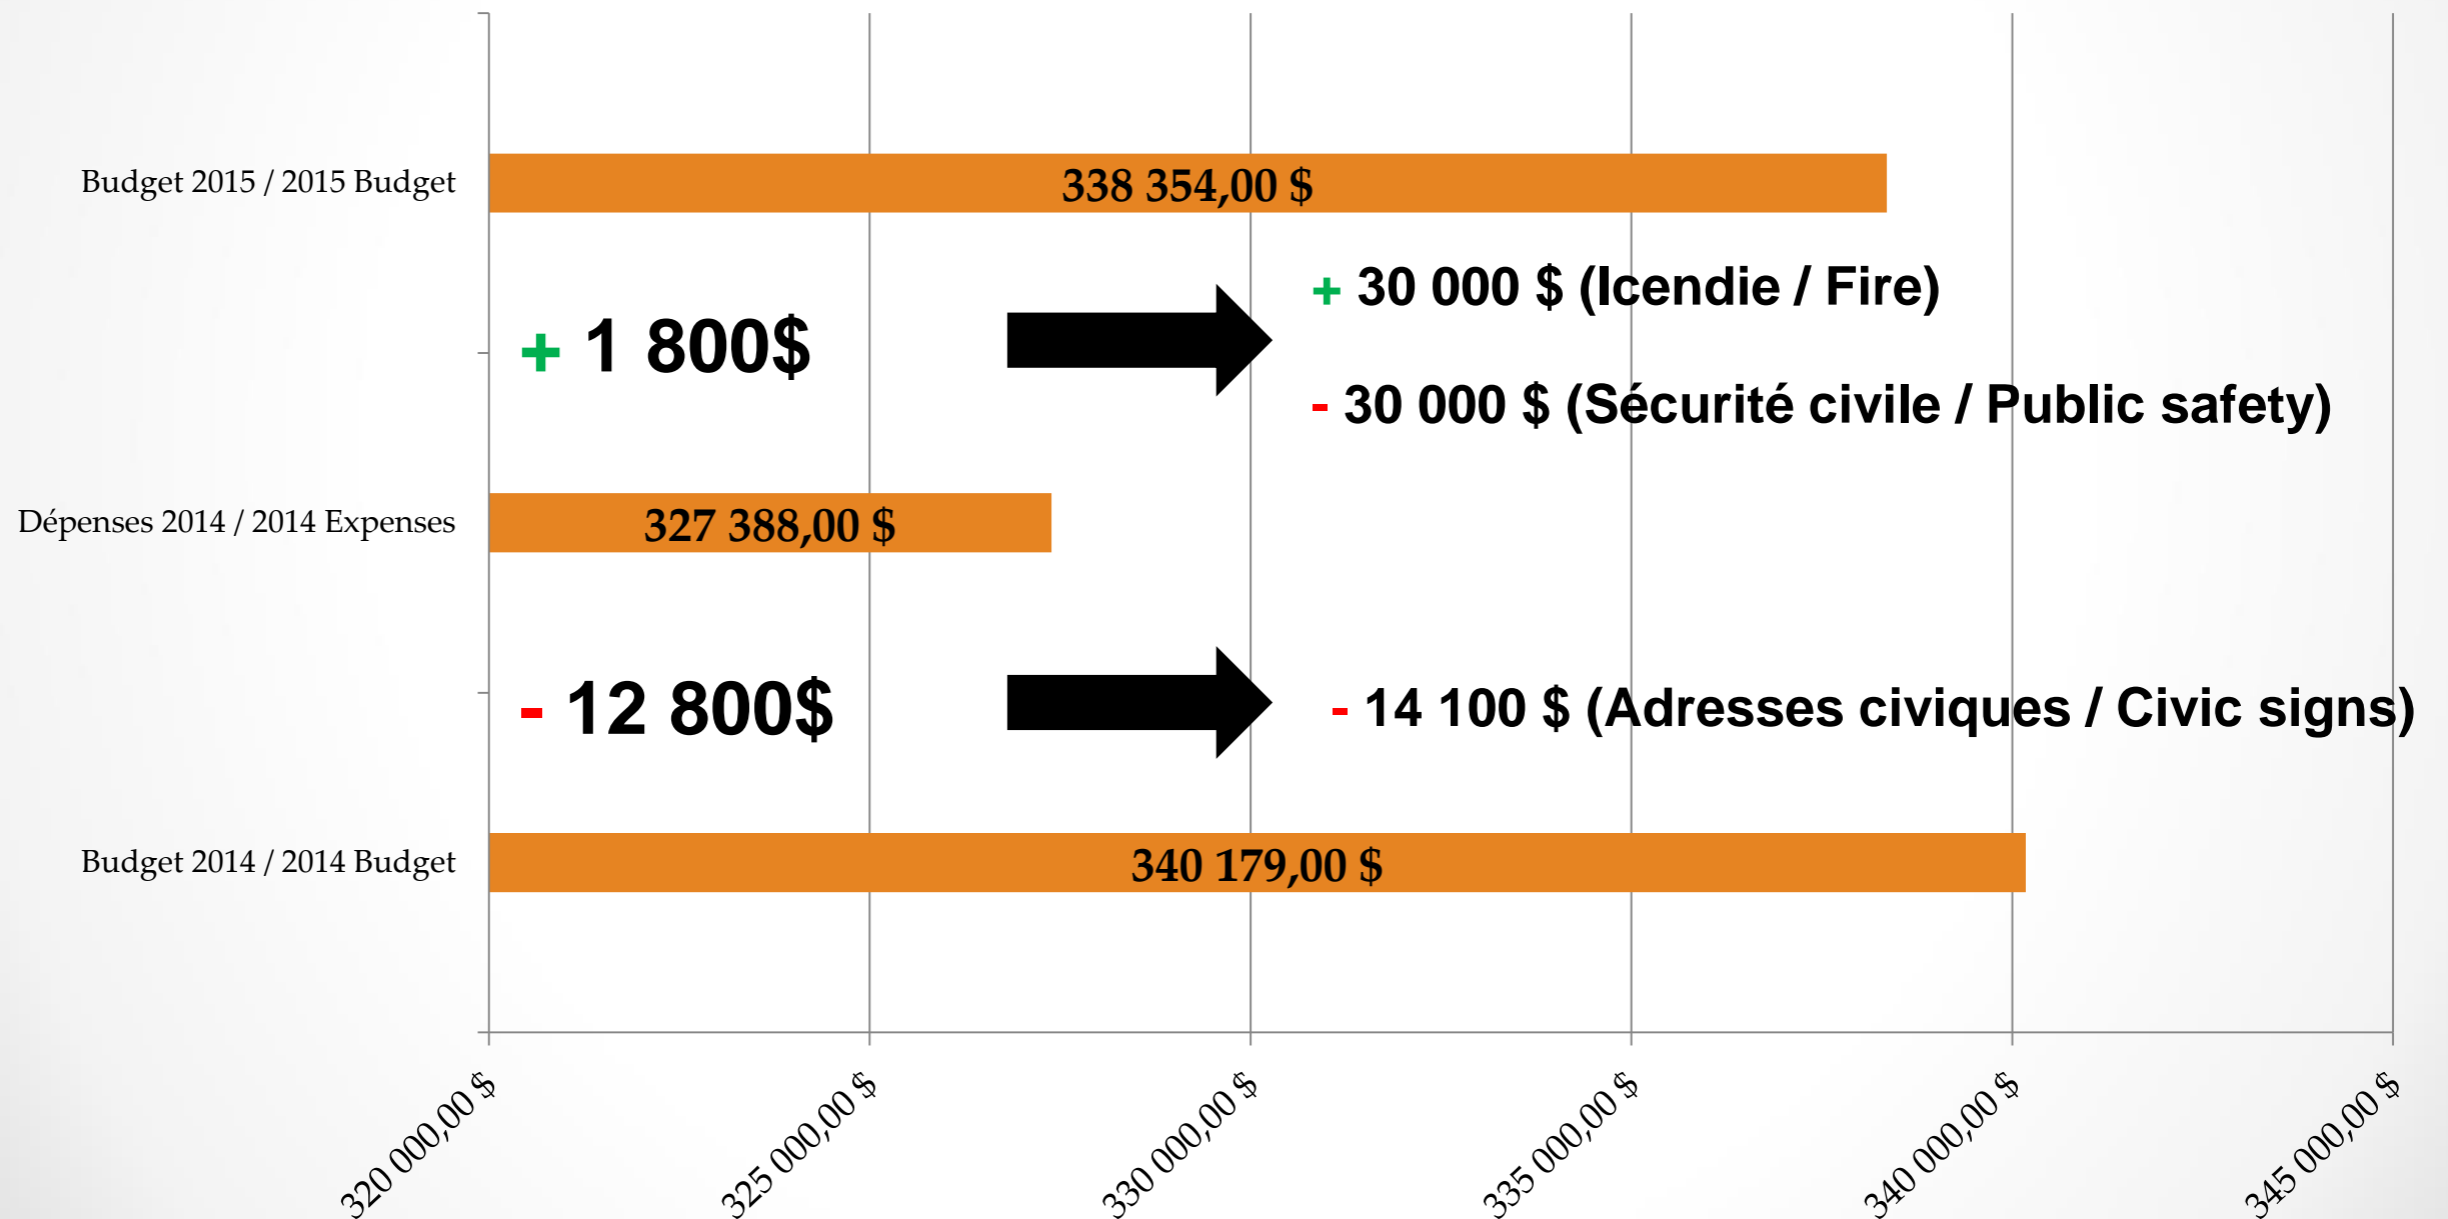 Budget 2015 / 2015 Budget
338 354,00 $
+ 1 800$
+ 30 000 $ (Icendie / Fire)
- 30 000 $ (Sécurité civile / Public safety)
Dépenses 2014 / 2014 Expenses
327 388,00 $
- 12 800$
- 14 100 $ (Adresses civiques / Civic signs)
Budget 2014 / 2014 Budget
340 179,00 $
320 000,00 $
325 000,00 $
330 000,00 $
335 000,00 $
340 000,00 $
345 000,00 $